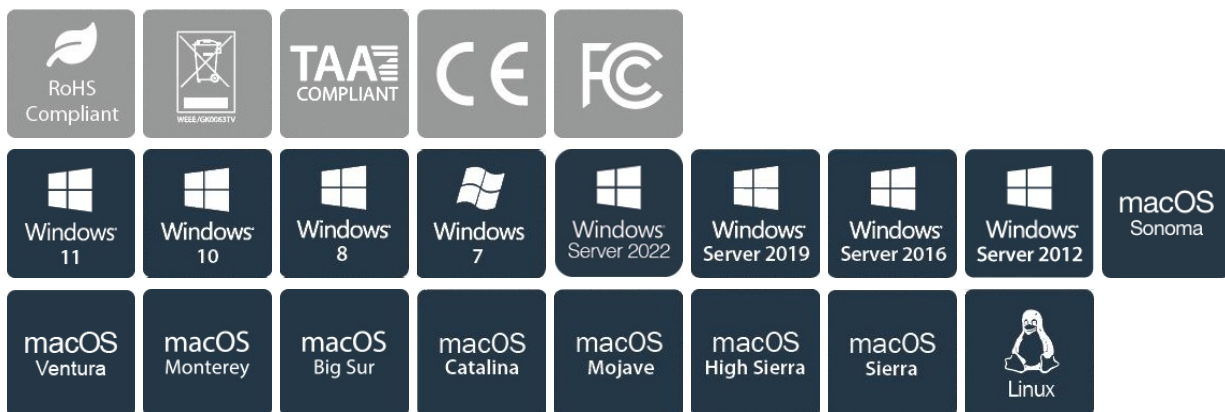 RoHS
Compliant
WEEE/GK0063TV
TAA
COMPLIANT
CE
FC
Windows
11
Windows
10
Windows
8
Windows
7
Windows
Server 2022
Windows
Server 2019
Windows
Server 2016
Windows
Server 2012
macOS
Sonoma
macOS
Ventura
macOS
Monterey
macOS
Big Sur
macOS
Catalina
macOS
Mojave
macOS
High Sierra
macOS
Sierra
Linux